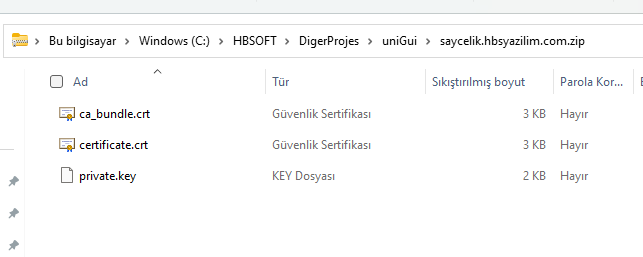 Bu bilgisayar > Windows (C:) > HBSOFT > DigerProjes > uniGui > saycelik.hbsyazilim.com.zip
Ad Tür Sıkıştırılmış boyut Parola Kor...
ca_bundle.crt Güvenlik Sertifikası 3 KB Hayır
certificate.crt Güvenlik Sertifikası 3 KB Hayır
private.key KEY Dosyası 2 KB Hayır